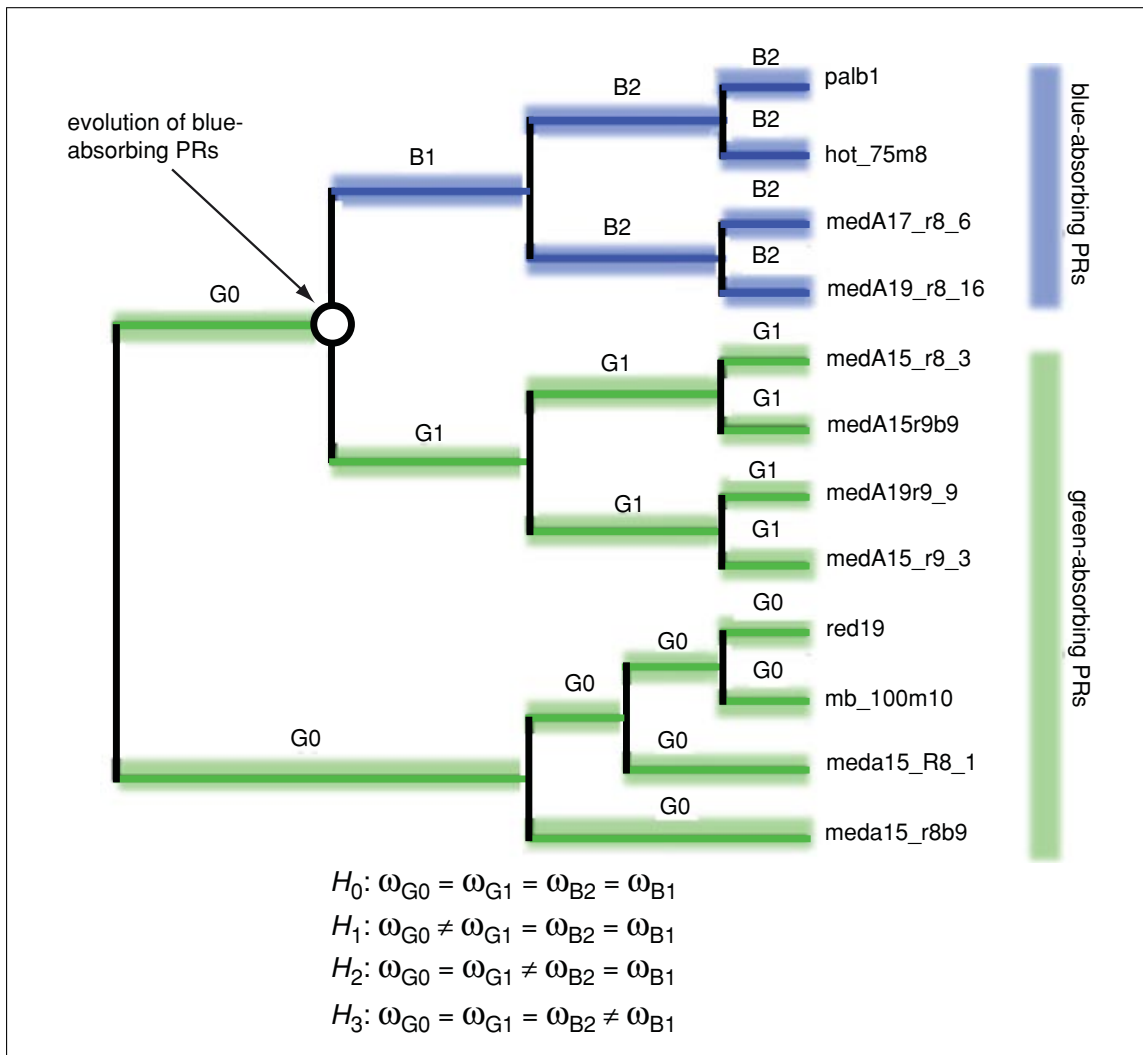 evolution of blue-
absorbing PRs
B2
palb1
B2
B2
hot_75m8
B1
B2
medA17_r8_6
B2
B2
medA19_r8_16
blue-absorbing PRs
G0
G1
medA15_r8_3
G1
G1
medA15r9b9
G1
G1
medA19r9_9
G1
G1
medA15_r9_3
G0
red19
G0
G0
mb_100m10
G0
G0
meda15_R8_1
G0
G0
meda15_r8b9
green-absorbing PRs
H0: ωG0 = ωG1 = ωB2 = ωB1
H1: ωG0 ≠ ωG1 = ωB2 = ωB1
H2: ωG0 = ωG1 ≠ ωB2 = ωB1
H3: ωG0 = ωG1 = ωB2 ≠ ωB1